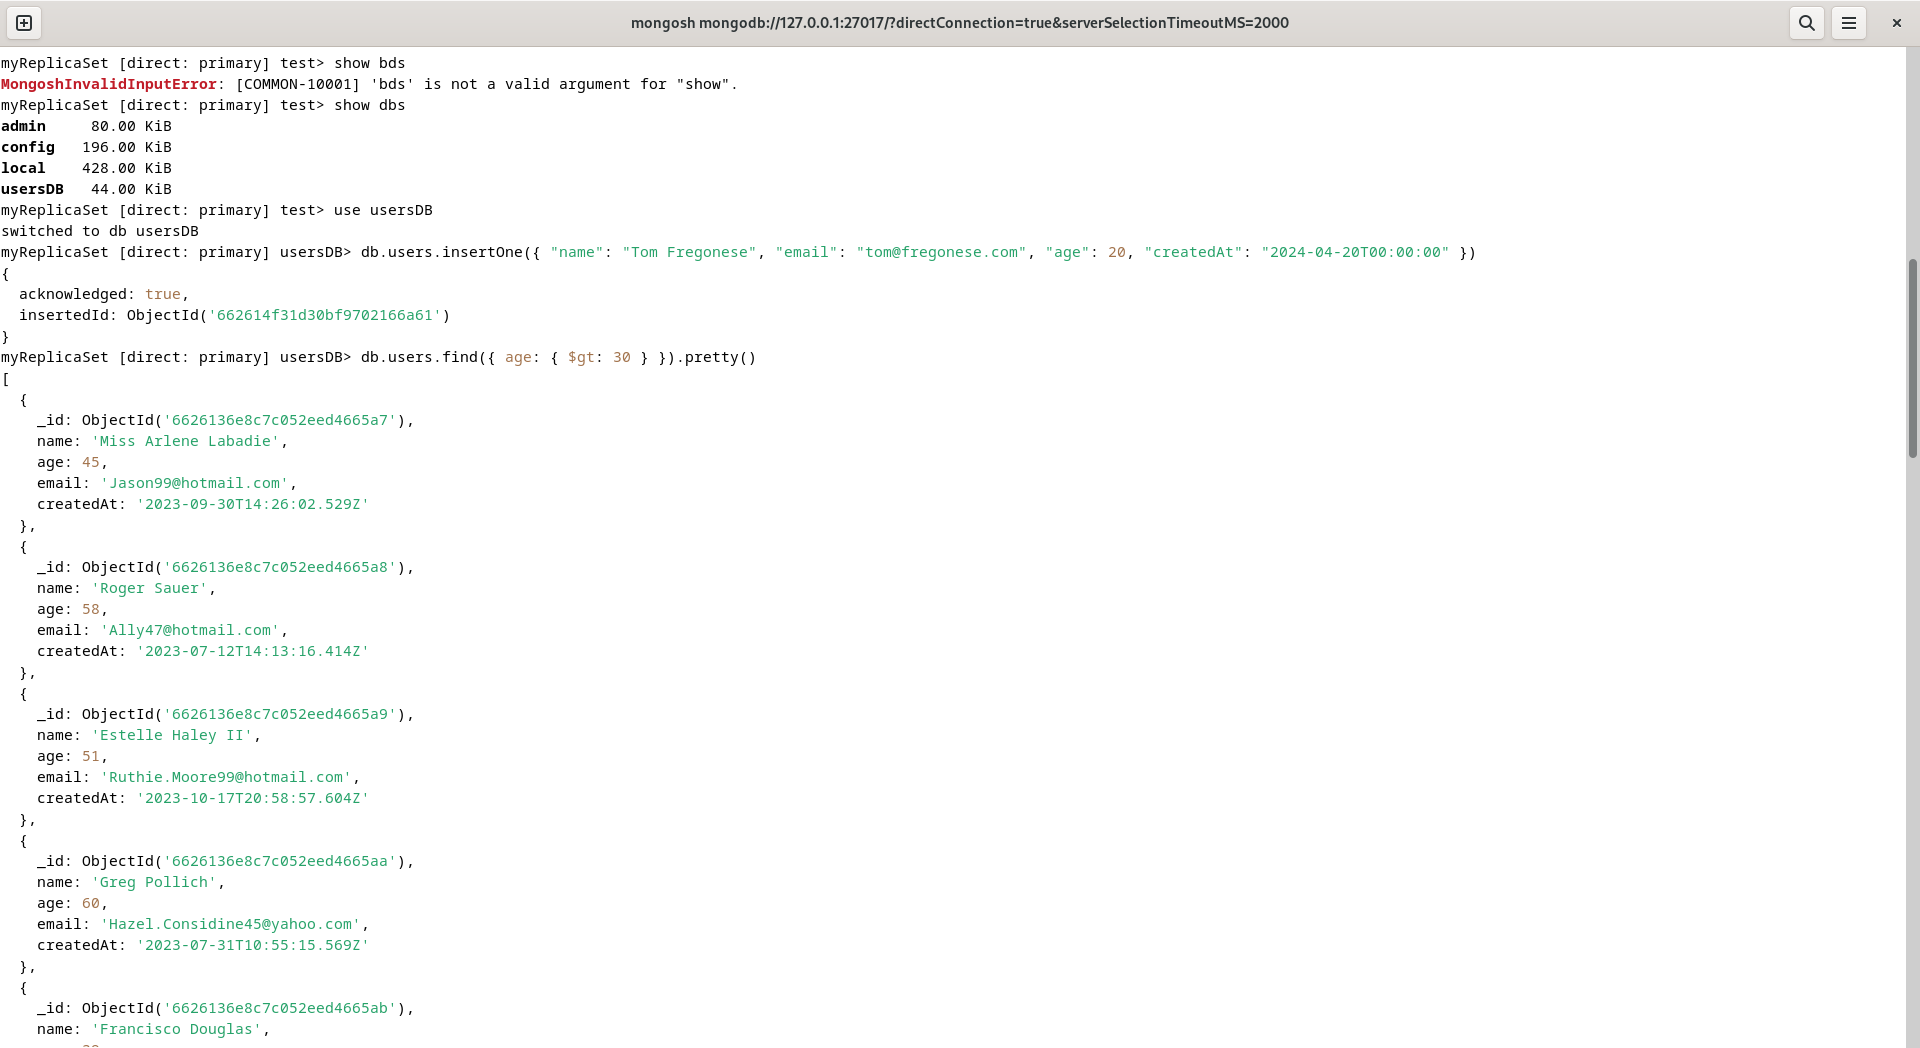 mongosh mongodb://127.0.0.1:27017/?directConnection=true&serverSelectionTimeoutMS=2000
myReplicaSet [direct: primary] test> show bds
MongoshInvalidInputError: [COMMON-10001] 'bds' is not a valid argument for "show".
myReplicaSet [direct: primary] test> show dbs
admin     80.00 KiB
config   196.00 KiB
local    428.00 KiB
usersDB   44.00 KiB
myReplicaSet [direct: primary] test> use usersDB
switched to db usersDB
myReplicaSet [direct: primary] usersDB> db.users.insertOne({ "name": "Tom Fregonese", "email": "tom@fregonese.com", "age": 20, "createdAt": "2024-04-20T00:00:00" })
{
  acknowledged: true,
  insertedId: ObjectId('662614f31d30bf9702166a61')
}
myReplicaSet [direct: primary] usersDB> db.users.find({ age: { $gt: 30 } }).pretty()
[
  {
    _id: ObjectId('6626136e8c7c052eed4665a7'),
    name: 'Miss Arlene Labadie',
    age: 45,
    email: 'Jason99@hotmail.com',
    createdAt: '2023-09-30T14:26:02.529Z'
  },
  {
    _id: ObjectId('6626136e8c7c052eed4665a8'),
    name: 'Roger Sauer',
    age: 58,
    email: 'Ally47@hotmail.com',
    createdAt: '2023-07-12T14:13:16.414Z'
  },
  {
    _id: ObjectId('6626136e8c7c052eed4665a9'),
    name: 'Estelle Haley II',
    age: 51,
    email: 'Ruthie.Moore99@hotmail.com',
    createdAt: '2023-10-17T20:58:57.604Z'
  },
  {
    _id: ObjectId('6626136e8c7c052eed4665aa'),
    name: 'Greg Pollich',
    age: 60,
    email: 'Hazel.Considine45@yahoo.com',
    createdAt: '2023-07-31T10:55:15.569Z'
  },
  {
    _id: ObjectId('6626136e8c7c052eed4665ab'),
    name: 'Francisco Douglas',